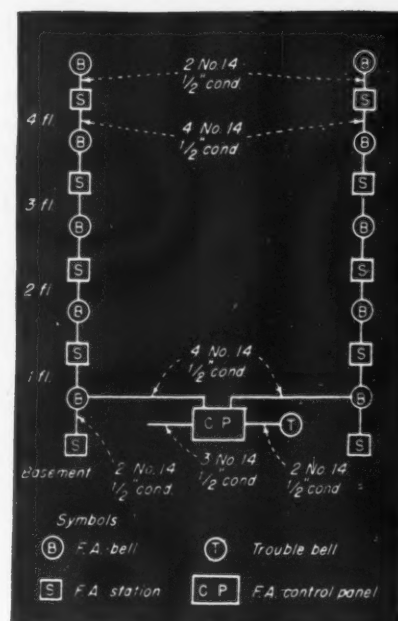 B 2 No. 14 B
1/2" cond.
S S
4 fl. 4 No. 14
B 1/2" cond. B
S S
3 fl.
B B
S S
2 fl.
B B
S S
4 No. 14
1 fl. 1/2" cond.
B B
C P T
S 3 No. 14 2 No. 14 S
Basement 2 No. 14 1/2" cond. 1/2" cond.
1/2" cond.
Symbols
B F.A. bell T Trouble bell
S F.A. station C P F.A. control panel